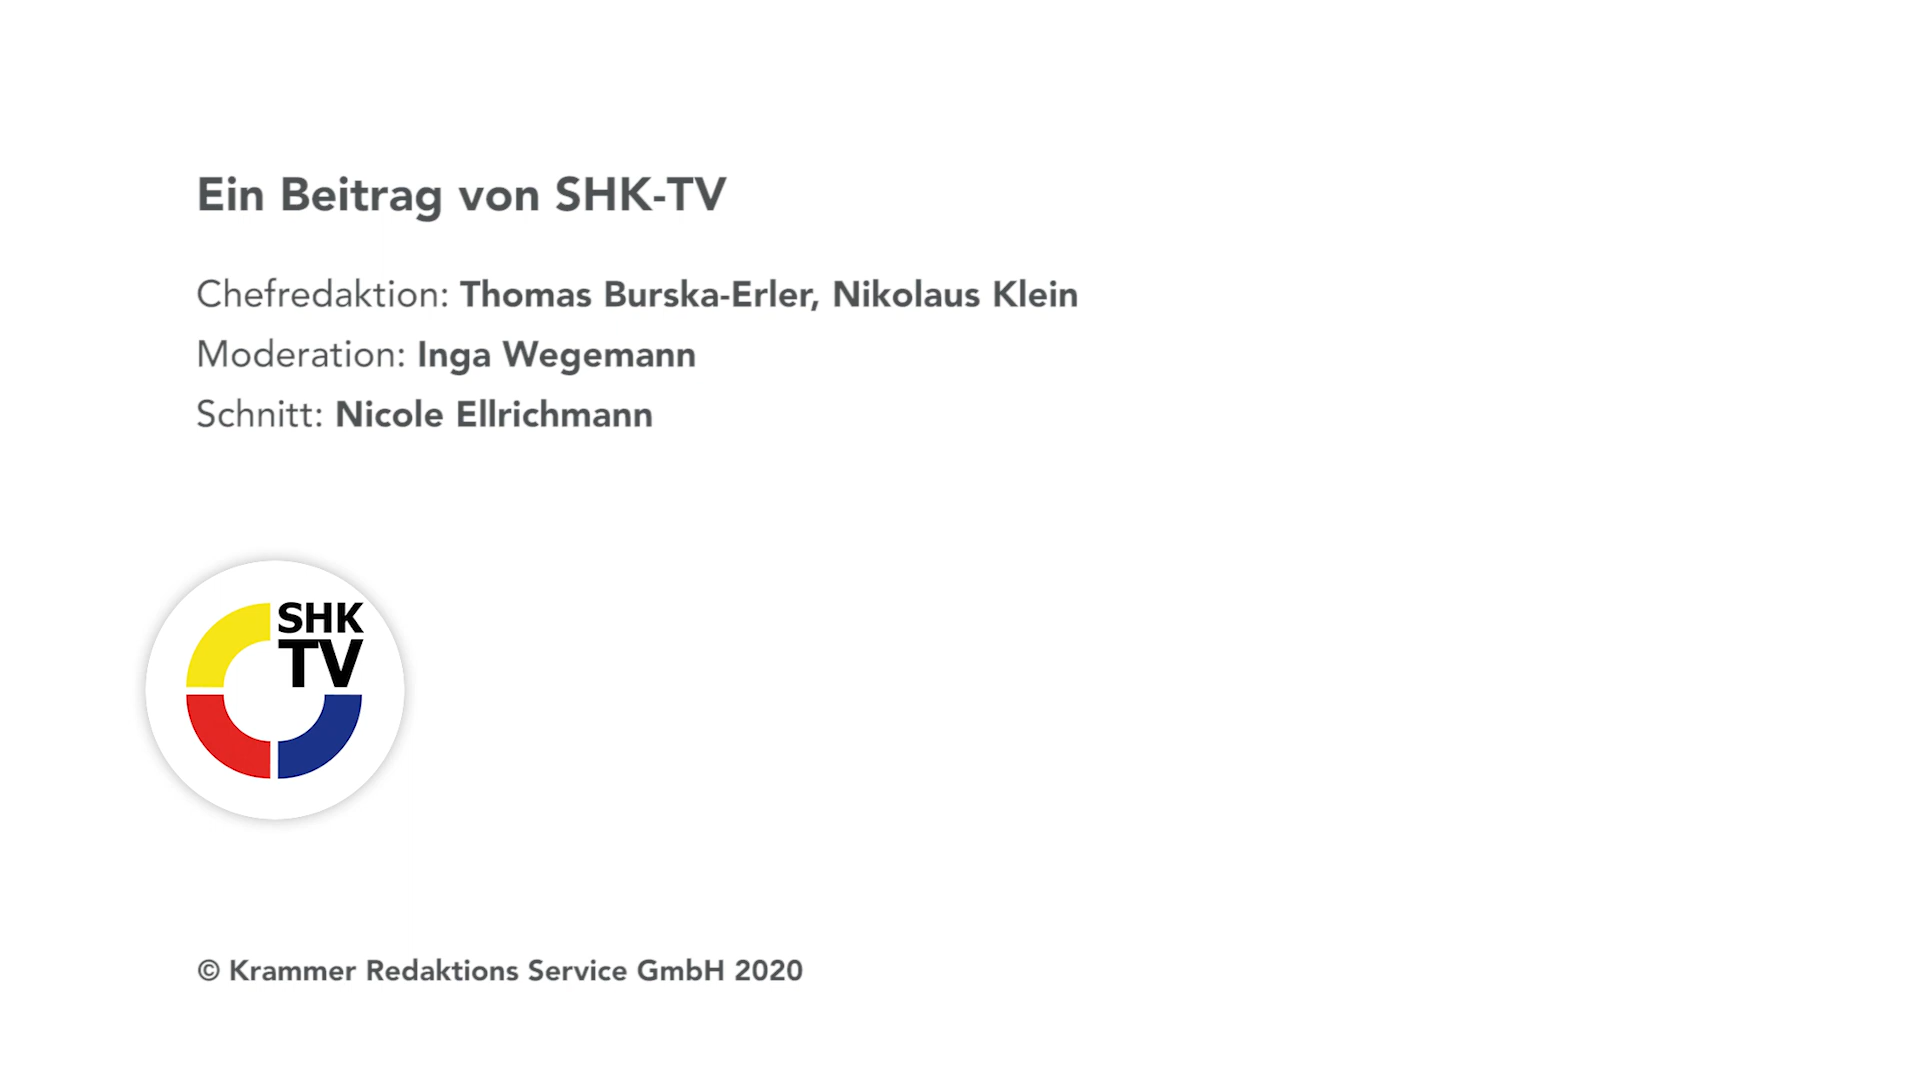 Ein Beitrag von SHK-TV
Chefredaktion: Thomas Burska-Erler, Nikolaus Klein
Moderation: Inga Wegemann
Schnitt: Nicole Ellrichmann
SHK
TV
© Krammer Redaktions Service GmbH 2020